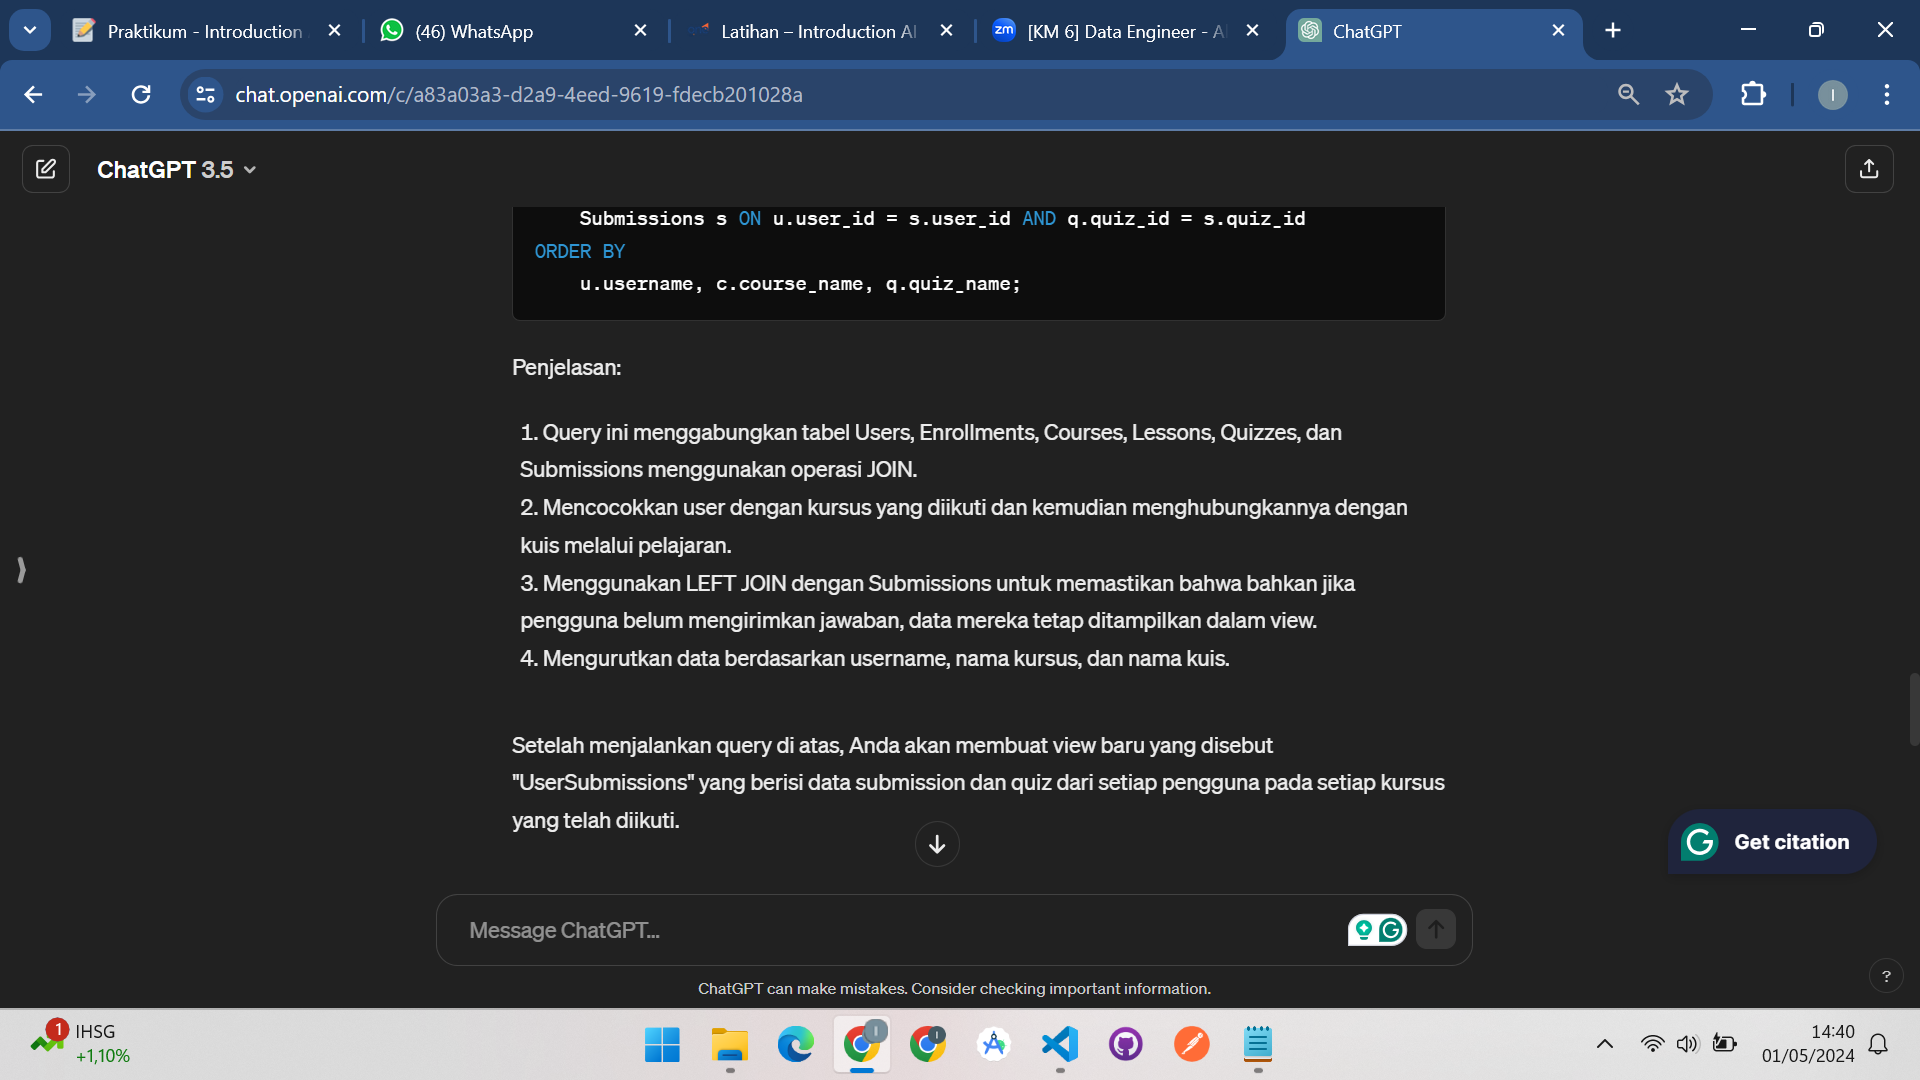 Praktikum - Introduction
(46) WhatsApp
Latihan – Introduction AI
zm
[KM 6] Data Engineer - A
ChatGPT
chat.openai.com/c/a83a03a3-d2a9-4eed-9619-fdecb201028a
I
ChatGPT 3.5
Submissions s ON u.user_id = s.user_id AND q.quiz_id = s.quiz_id
ORDER BY
u.username, c.course_name, q.quiz_name;
Penjelasan:
1. Query ini menggabungkan tabel Users, Enrollments, Courses, Lessons, Quizzes, dan
Submissions menggunakan operasi JOIN.
2. Mencocokkan user dengan kursus yang diikuti dan kemudian menghubungkannya dengan
kuis melalui pelajaran.
3. Menggunakan LEFT JOIN dengan Submissions untuk memastikan bahwa bahkan jika
pengguna belum mengirimkan jawaban, data mereka tetap ditampilkan dalam view.
4. Mengurutkan data berdasarkan username, nama kursus, dan nama kuis.
Setelah menjalankan query di atas, Anda akan membuat view baru yang disebut
"UserSubmissions" yang berisi data submission dan quiz dari setiap pengguna pada setiap kursus
yang telah diikuti.
Get citation
Message ChatGPT...
ChatGPT can make mistakes. Consider checking important information.
?
1
IHSG
+1,10%
14:40
01/05/2024